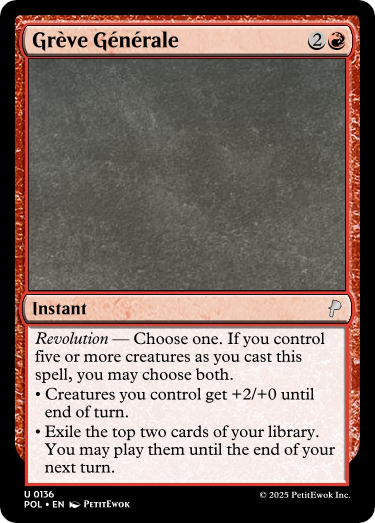 Grève Générale 2
Instant
Revolution — Choose one. If you control
five or more creatures as you cast this
spell, you may choose both.
• Creatures you control get +2/+0 until
end of turn.
• Exile the top two cards of your library.
You may play them until the end of your
next turn.
U 0136
POL • EN PetitEwok
© 2025 PetitEwok Inc.